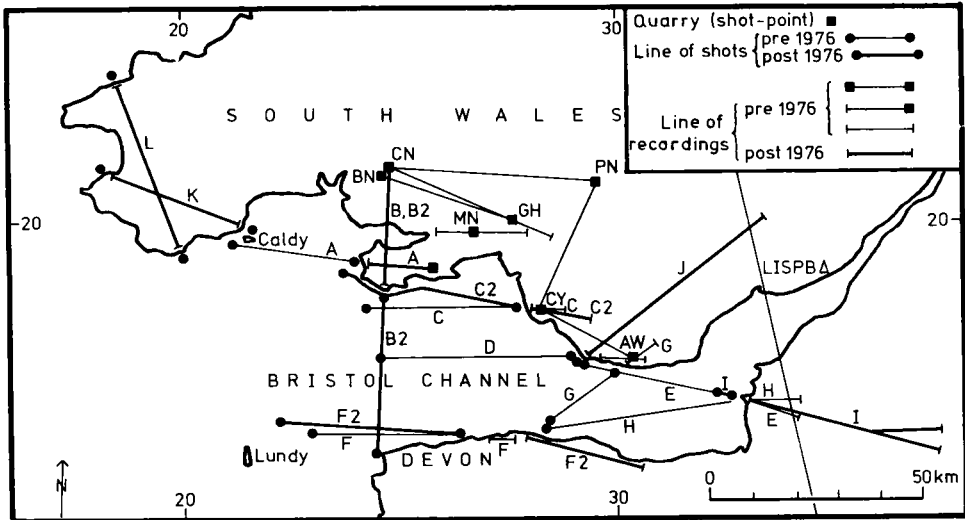 20
30
Quarry (shot-point)
Line of shots
pre 1976
post 1976
Line of recardings
pre 1976
post 1976
SOUTH WALES
L
K
CN
BN
PN
B, B2
MN
GH
20
20
Caldy
A
A
J
LISPBΔ
C2
CY
C
C2
C
B2
D
AW
G
BRISTOL CHANNEL
G
E
I
H
H
E
I
F2
F
F
F2
Lundy
DEVON
N
0
50km
20
30